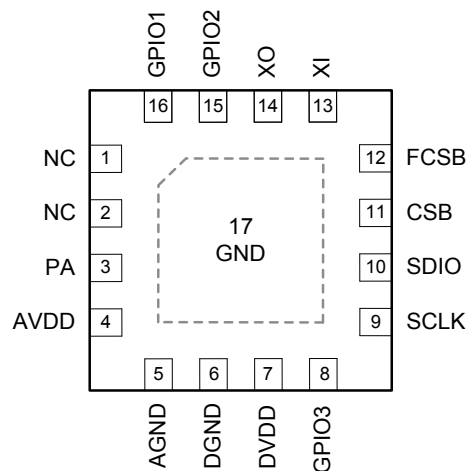 GPIO1
GPIO2
XO
XI
16
15
14
13
NC 1
12 FCSB
NC 2
11 CSB
17
GND
PA 3
10 SDIO
AVDD 4
9 SCLK
5
6
7
8
AGND
DGND
DVDD
GPIO3